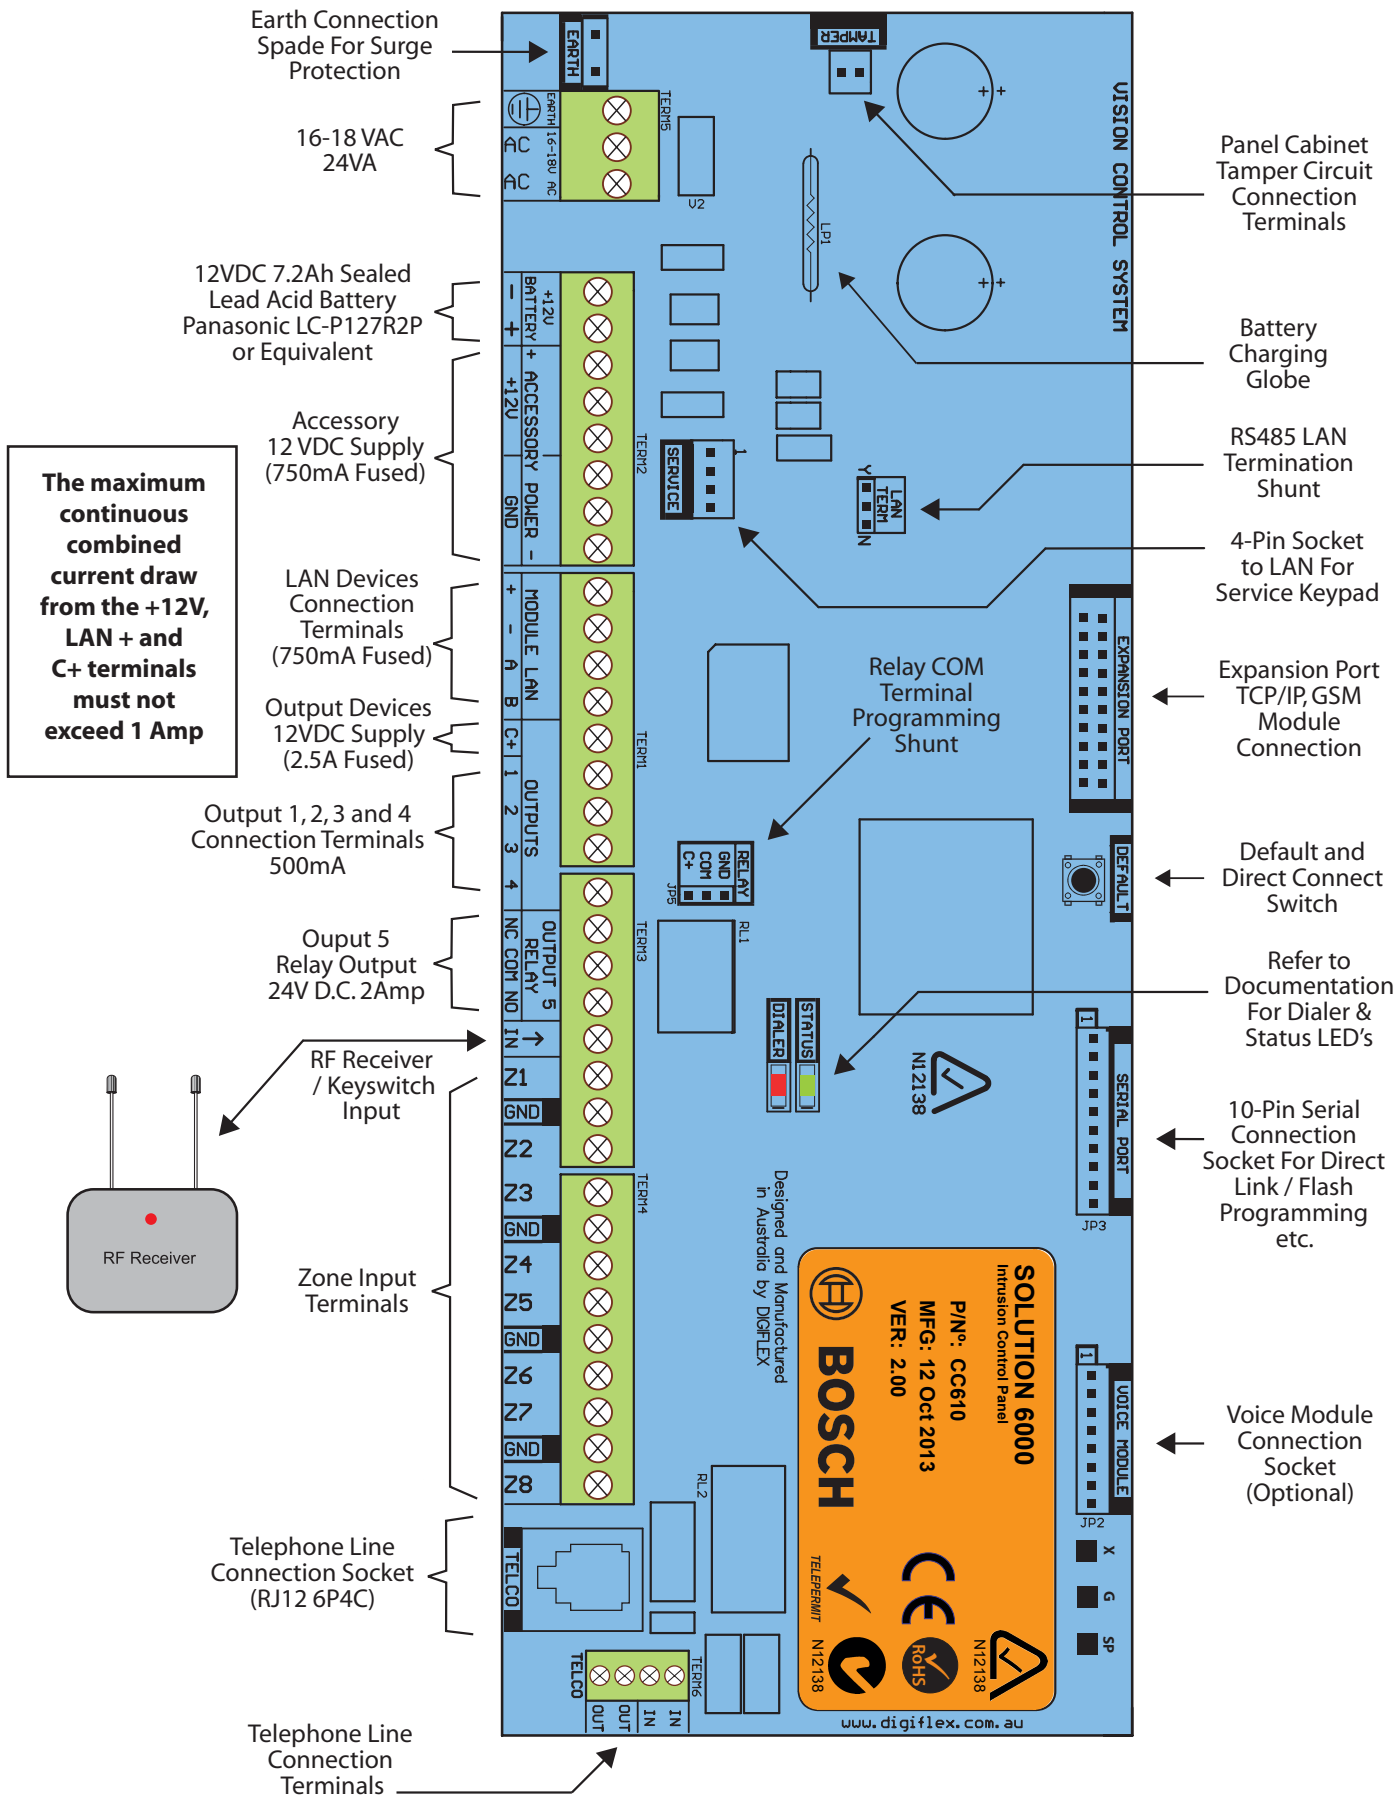 Earth Connection
Spade For Surge
Protection
16-18 VAC
24VA
12VDC 7.2Ah Sealed
Lead Acid Battery
Panasonic LC-P127R2P
or Equivalent
Accessory
12 VDC Supply
(750mA Fused)
The maximum
continuous
combined
current draw
from the +12V,
LAN + and
C+ terminals
must not
exceed 1 Amp
LAN Devices
Connection
Terminals
(750mA Fused)
Output Devices
12VDC Supply
(2.5A Fused)
Output 1, 2, 3 and 4
Connection Terminals
500mA
Ouput 5
Relay Output
24V D.C. 2Amp
RF Receiver
/ Keyswitch
Input
RF Receiver
Zone Input
Terminals
Telephone Line
Connection Socket
(RJ12 6P4C)
Telephone Line
Connection
Terminals
EARTH
EARTH
16-18V AC
AC
AC
TERM5
V2
TAMPER
LP1
VISION CONTROL SYSTEM
+12V
BATTERY
-
+
+ ACCESSORY POWER -
+12V
GND
TERM2
SERVICE
1
Y
LAN
TERM
N
MODULE LAN
+
-
A
B
C+
OUTPUTS
1
2
3
4
TERM1
Relay COM
Terminal
Programming
Shunt
RELAY
GND
COM
C+
JP5
RL1
TERM3
OUTPUT 5
RELAY
NC COM NO
IN →
Z1
GND
Z2
Z3
GND
Z4
Z5
GND
Z6
Z7
GND
Z8
TERM4
DIALER
STATUS
N12138
Designed and Manufactured
in Australia by DIGIFLEX
SOLUTION 6000
Intrusion Control Panel
P/Nº: CC610
MFG: 12 Oct 2013
VER: 2.00
BOSCH
TELEPERMIT
N12138
CE
RoHS
N12138
www.digiflex.com.au
RL2
TELCO
TELCO
OUT
OUT
IN
IN
TERM6
EXPANSION PORT
DEFAULT
1
SERIAL PORT
JP3
1
VOICE MODULE
JP2
X
G
SP
Panel Cabinet
Tamper Circuit
Connection
Terminals
Battery
Charging
Globe
RS485 LAN
Termination
Shunt
4-Pin Socket
to LAN For
Service Keypad
Expansion Port
TCP/IP, GSM
Module
Connection
Default and
Direct Connect
Switch
Refer to
Documentation
For Dialer &
Status LED's
10-Pin Serial
Connection
Socket For Direct
Link / Flash
Programming
etc.
Voice Module
Connection
Socket
(Optional)